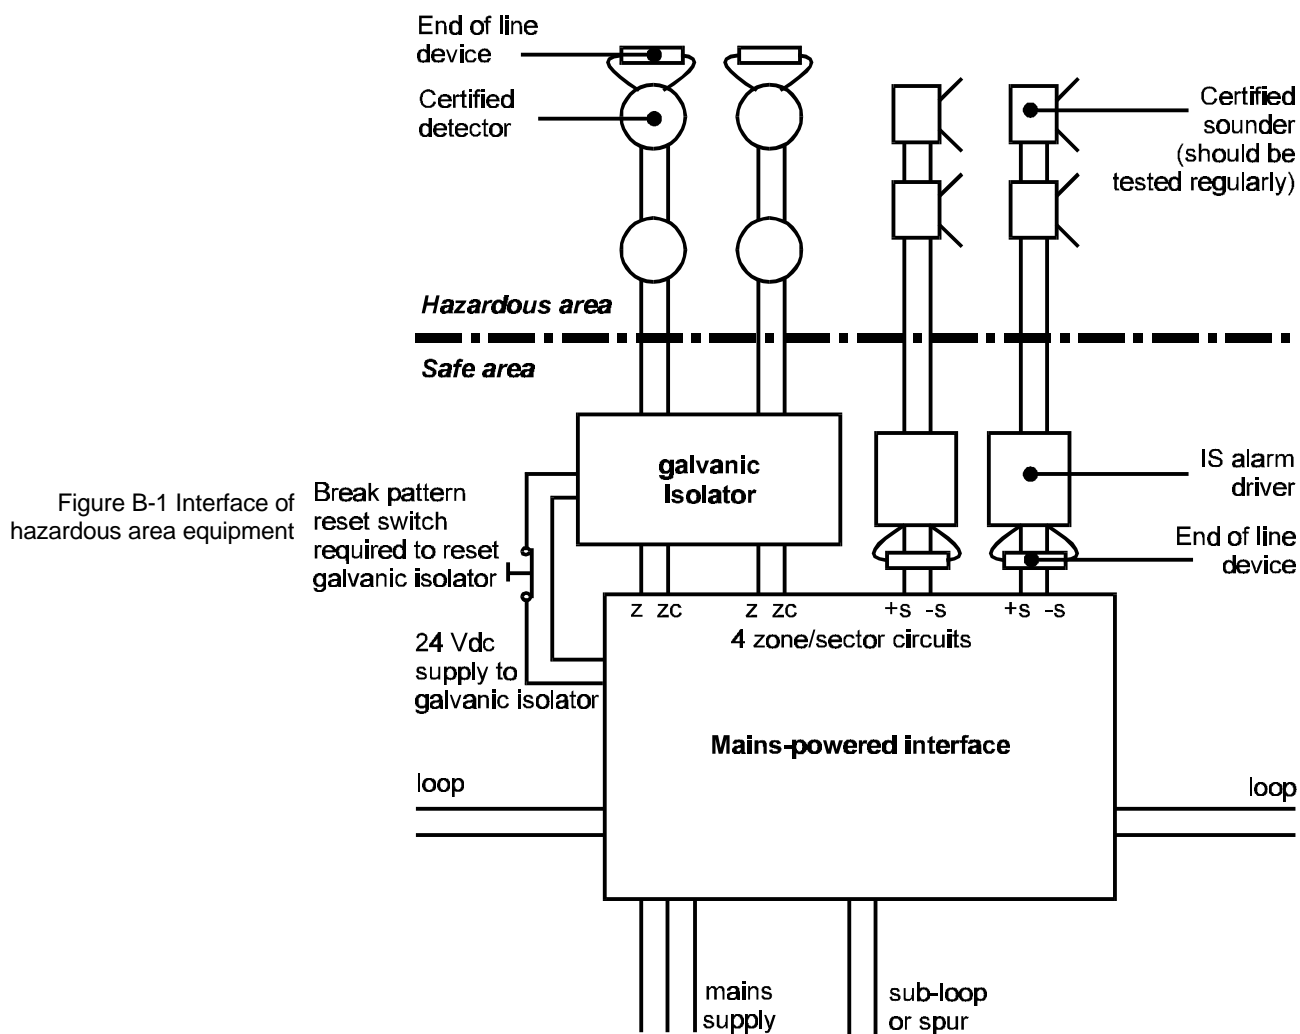 End of line
device
Certified
detector
Certified
sounder
(should be
tested regularly)
Hazardous area
Safe area
galvanic
Isolator
IS alarm
driver
End of line
device
Figure B-1 Interface of
hazardous area equipment
Break pattern
reset switch
required to reset
galvanic isolator
z zc z zc +s -s +s -s
4 zone/sector circuits
24 Vdc
supply to
galvanic isolator
Mains-powered interface
loop
loop
mains
supply
sub-loop
or spur